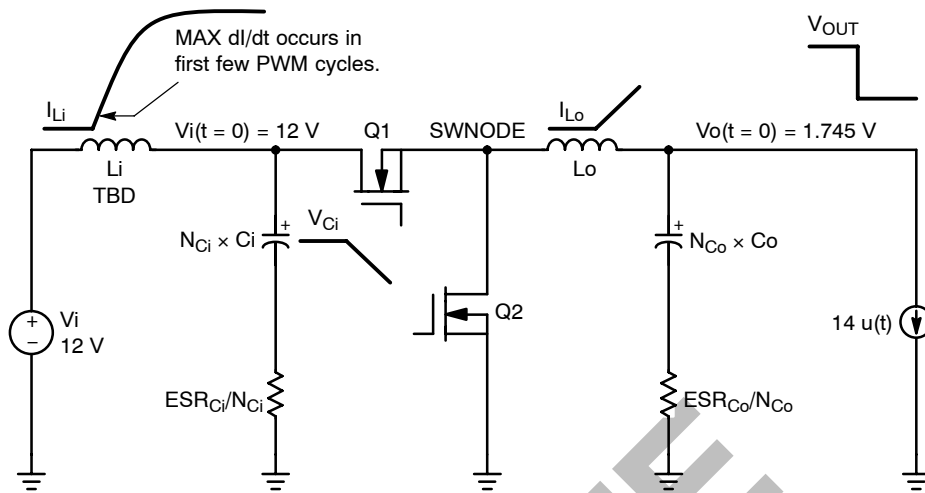 MAX dI/dt occurs in
first few PWM cycles.
V_OUT
I_Li
Vi(t = 0) = 12 V
Q1
SWNODE
I_Lo
Vo(t = 0) = 1.745 V
Li
TBD
Lo
N_Ci × Ci
+
V_Ci
N_Co × Co
+
Q2
+
−
Vi
12 V
14 u(t)
ESR_Ci/N_Ci
ESR_Co/N_Co